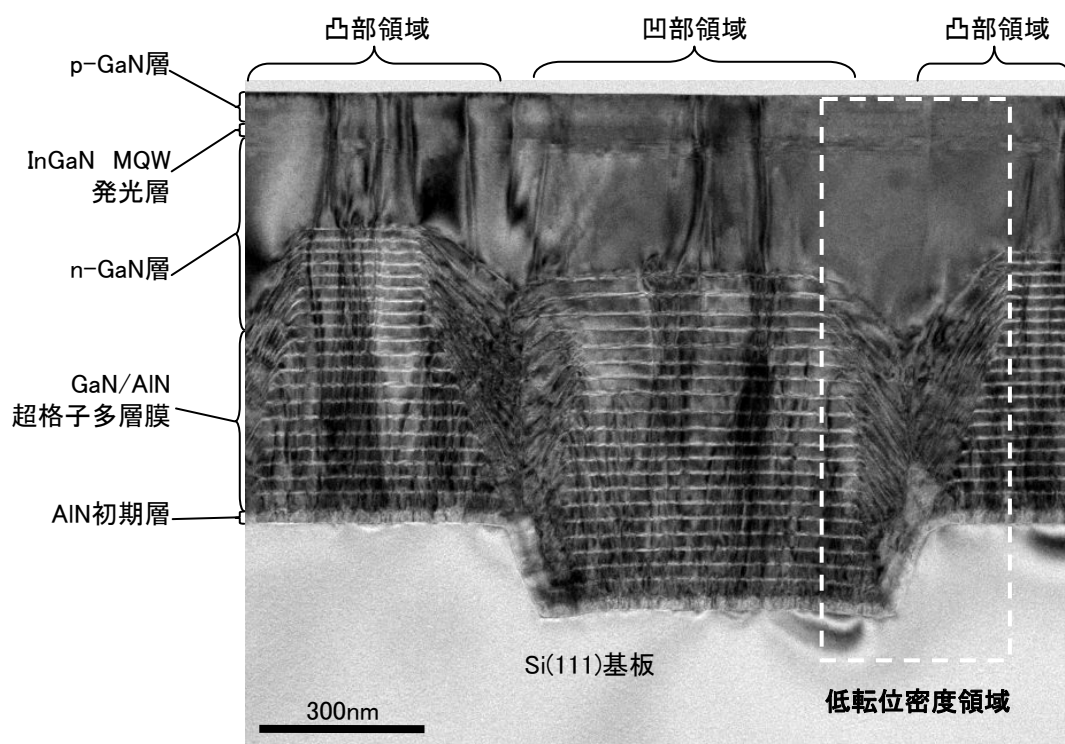 凸部領域
凹部領域
凸部領域
p-GaN層
InGaN MQW
発光層
n-GaN層
GaN/AlN
超格子多層膜
AlN初期層
Si(111)基板
300nm
低転位密度領域